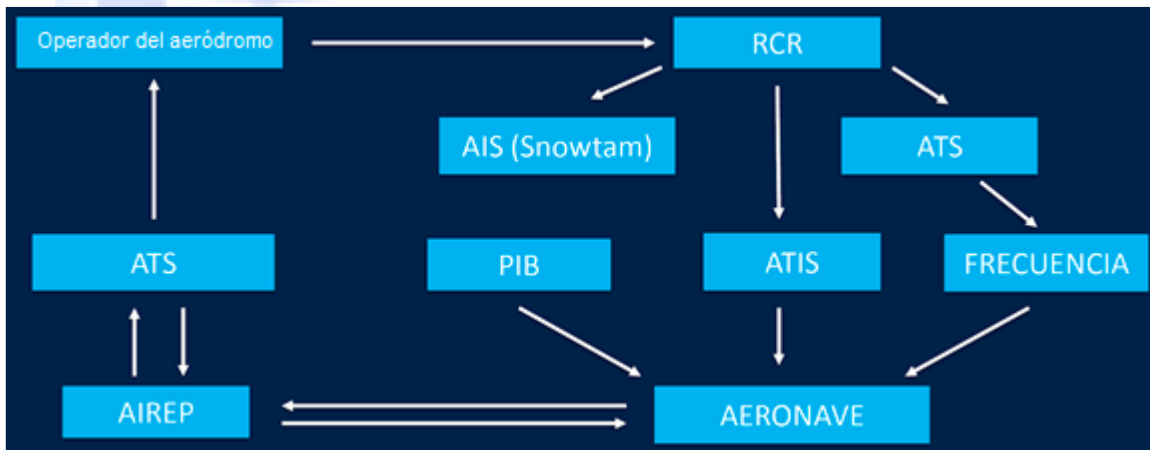 Operador del aeródromo
RCR
AIS (Snowtam)
ATS
ATS
PIB
ATIS
FRECUENCIA
AIREP
AERONAVE